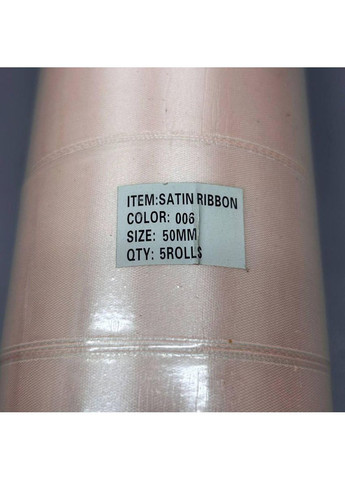 ITEM:SATIN RIBBON
COLOR: 006
SIZE: 50MM
QTY: 5ROLLS